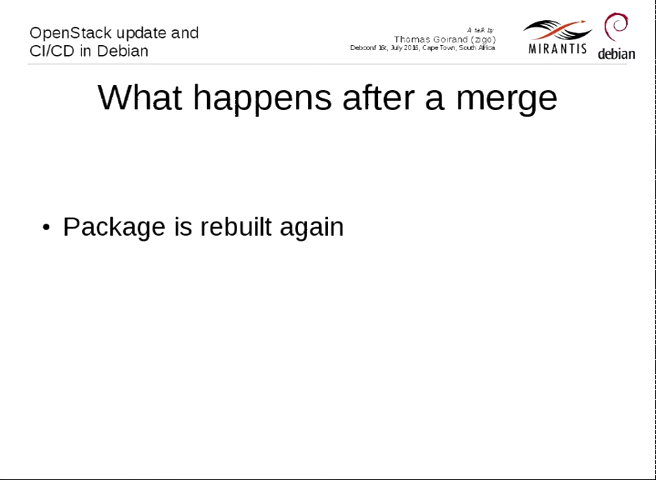 OpenStack update and
CI/CD in Debian
A talk by
Thomas Goirand (zigo)
Debconf 16, July 2016, Cape Town, South Africa
MIRANTIS
debian
What happens after a merge
• Package is rebuilt again